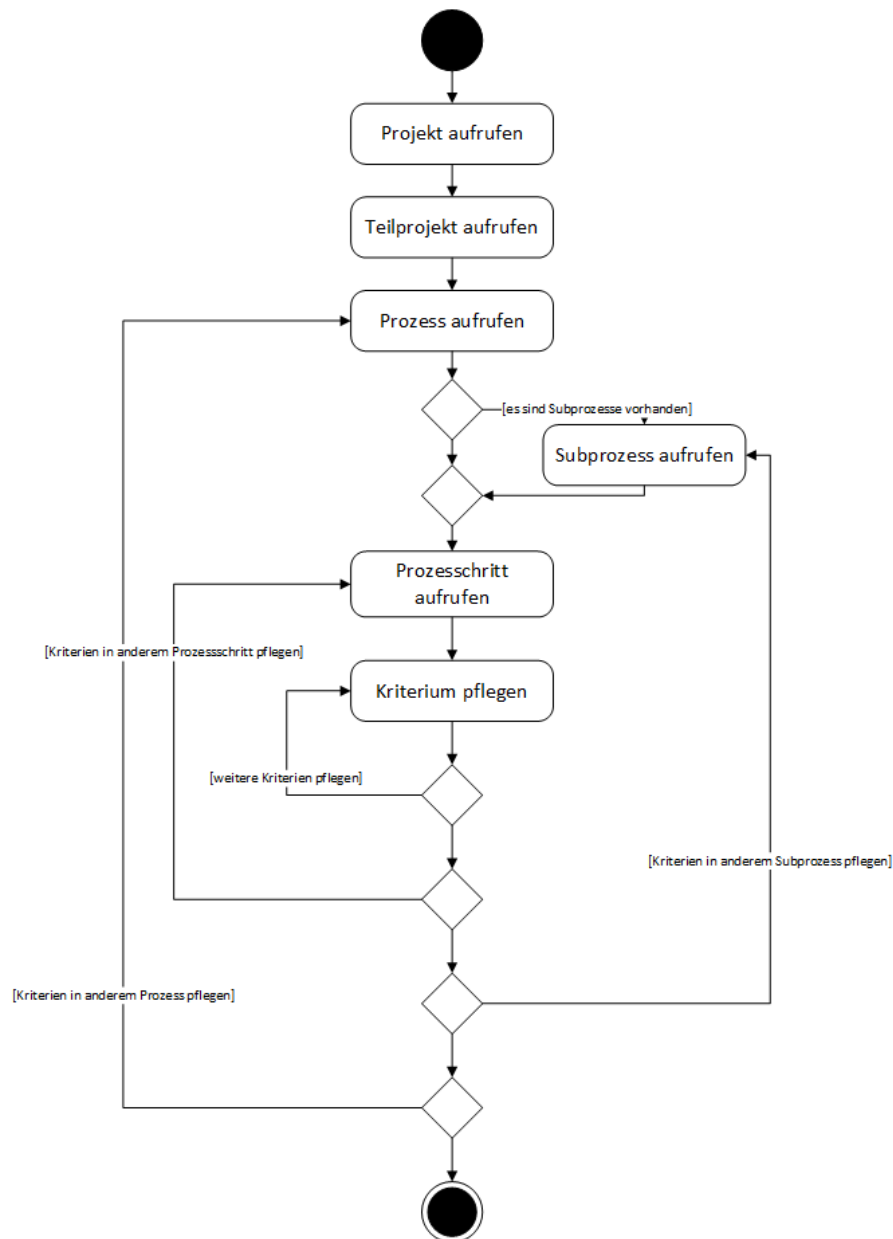 Projekt aufrufen
Teilprojekt aufrufen
Prozess aufrufen
[es sind Subprozesse vorhanden]
Subprozess aufrufen
Prozesschritt
aufrufen
[Kriterien in anderem Prozessschritt pflegen]
Kriterium pflegen
[weitere Kriterien pflegen]
[Kriterien in anderem Subprozess pflegen]
[Kriterien in anderem Prozess pflegen]